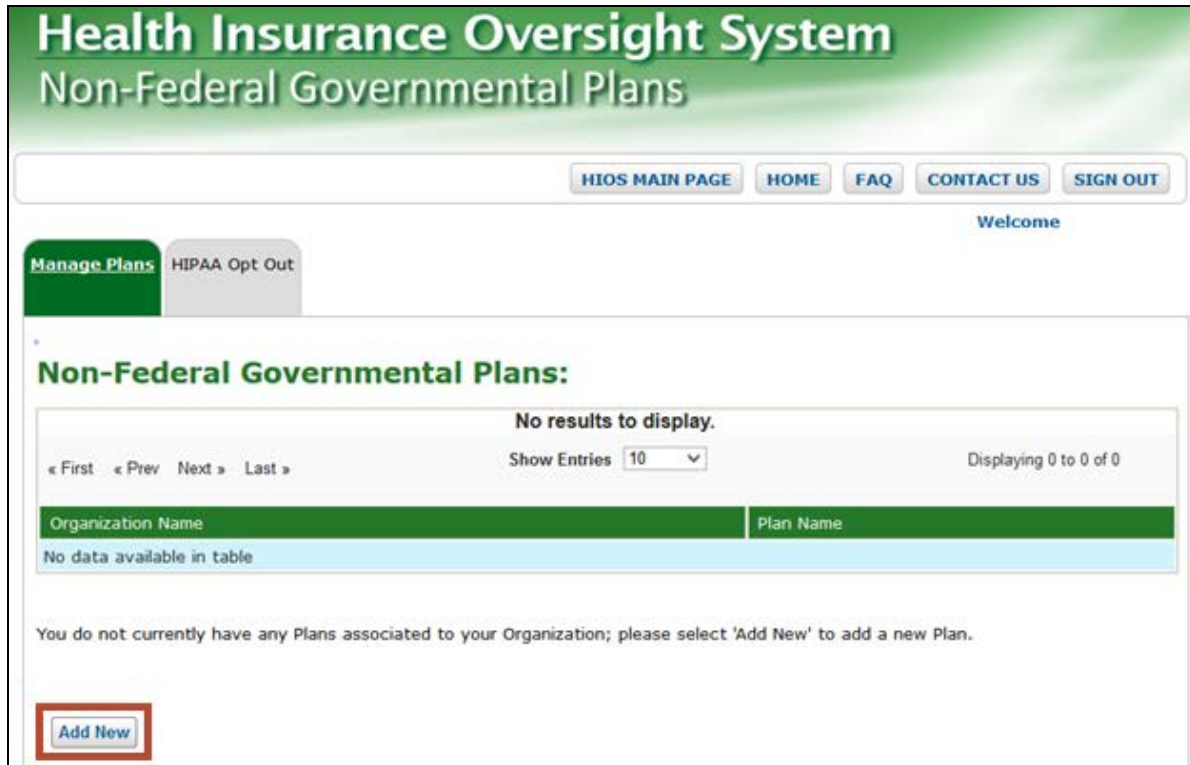 Health Insurance Oversight System
Non-Federal Governmental Plans
HIOS MAIN PAGE HOME FAQ CONTACT US SIGN OUT
Welcome
Manage Plans HIPAA Opt Out
Non-Federal Governmental Plans:
No results to display.
« First « Prev Next » Last » Show Entries 10 Displaying 0 to 0 of 0
Organization Name Plan Name
No data available in table
You do not currently have any Plans associated to your Organization; please select 'Add New' to add a new Plan.
Add New